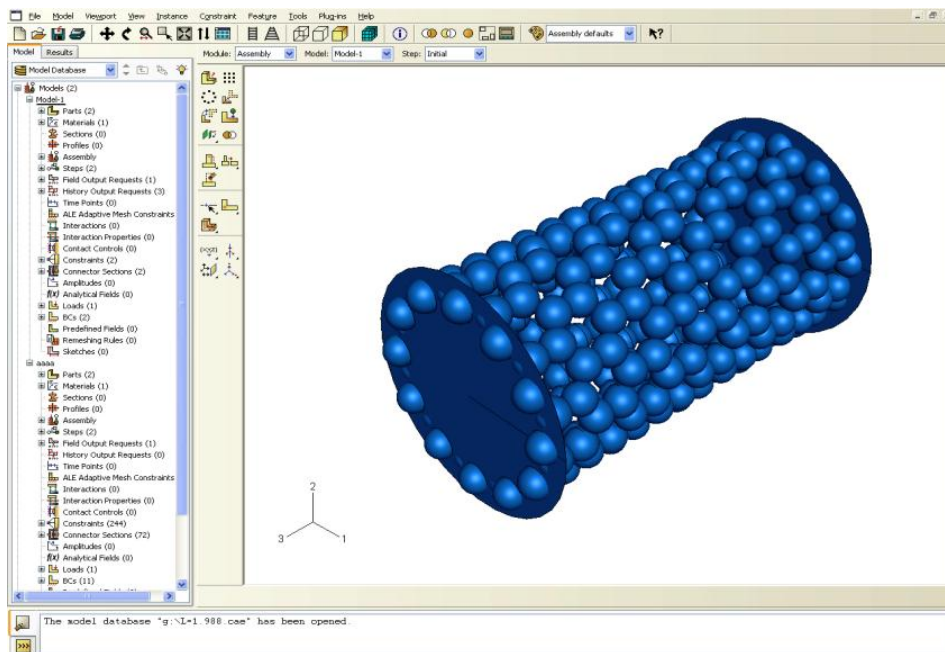 File Model Viewport View Instance Constraint Feature Tools Plug-ins Help
Assembly defaults
Model Results
Module: Assembly Model: Model-1 Step: Initial
Model Database
Models (2)
Model-1
Parts (2)
Materials (1)
Sections (0)
Profiles (0)
Assembly
Steps (2)
Field Output Requests (1)
History Output Requests (3)
Time Points (0)
ALE Adaptive Mesh Constraints
Interactions (0)
Interaction Properties (0)
Contact Controls (0)
Constraints (2)
Connector Sections (2)
Amplitudes (0)
Analytical Fields (0)
Loads (1)
BCs (2)
Predefined Fields (0)
Remeshing Rules (0)
Sketches (0)
aaaa
Parts (2)
Materials (1)
Sections (0)
Profiles (0)
Assembly
Steps (2)
Field Output Requests (1)
History Output Requests (0)
Time Points (0)
ALE Adaptive Mesh Constraints
Interactions (0)
Interaction Properties (0)
Contact Controls (0)
Constraints (244)
Connector Sections (72)
Amplitudes (0)
Analytical Fields (0)
Loads (1)
BCs (11)
2
3
1
The model database "g:\L=1.988.cae" has been opened.